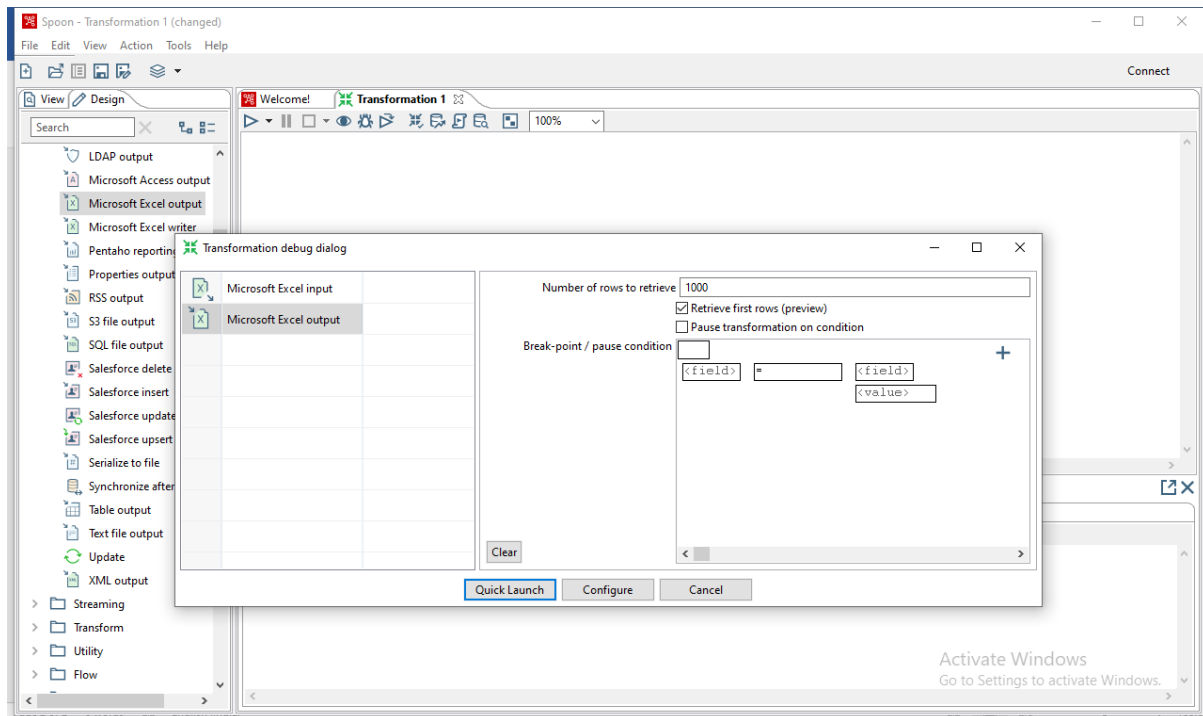 Spoon - Transformation 1 (changed)
File Edit View Action Tools Help
Connect
View Design
Welcome! Transformation 1
Search
100%
LDAP output
Microsoft Access output
Microsoft Excel output
Microsoft Excel writer
Pentaho reporting
Properties output
RSS output
S3 file output
SQL file output
Salesforce delete
Salesforce insert
Salesforce update
Salesforce upsert
Serialize to file
Synchronize after
Table output
Text file output
Update
XML output
Streaming
Transform
Utility
Flow
Transformation debug dialog
Microsoft Excel input
Microsoft Excel output
Number of rows to retrieve 1000
Retrieve first rows (preview)
Pause transformation on condition
Break-point / pause condition
<field> = <field>
<value>
Clear
Quick Launch Configure Cancel
Activate Windows
Go to Settings to activate Windows.